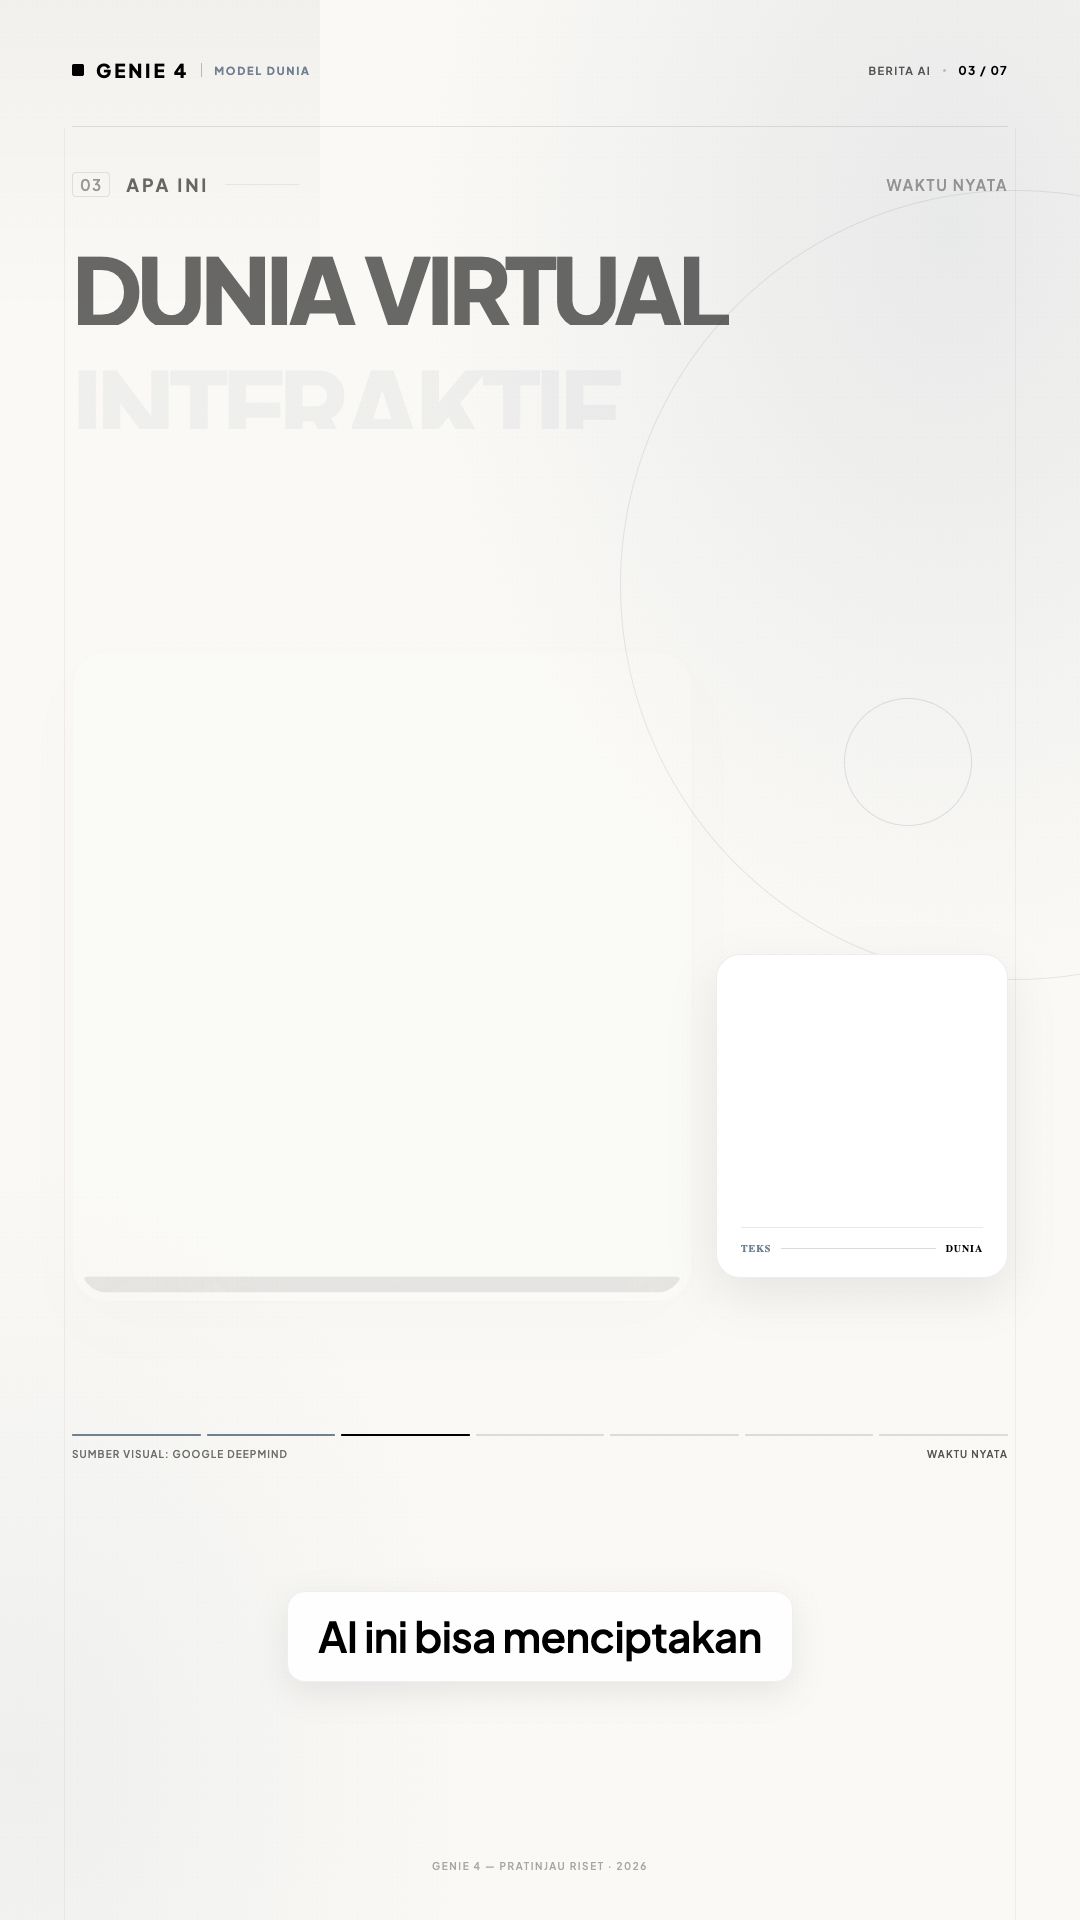 GENIE 4
MODEL DUNIA
BERITA AI • 03 / 07
03 APA INI
WAKTU NYATA
DUNIA VIRTUAL
INTERAKTIF
TEKS
DUNIA
SUMBER VISUAL: GOOGLE DEEPMIND
WAKTU NYATA
AI ini bisa menciptakan
GENIE 4 — PRATINJAU RISET · 2026